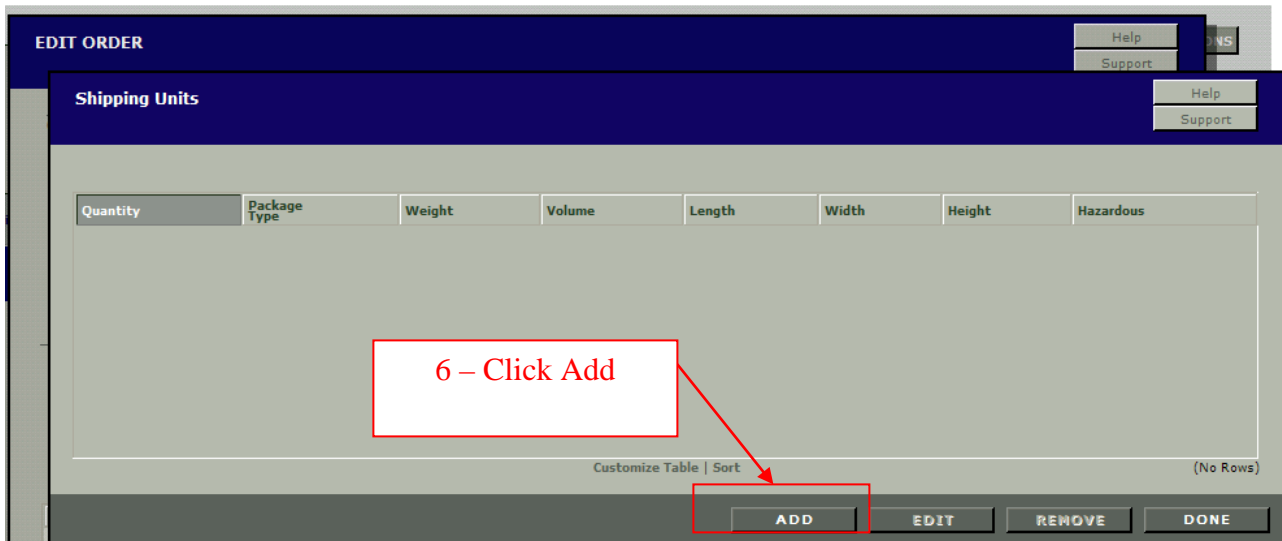 EDIT ORDER
Help
NS
Support
Shipping Units
Help
Support
Quantity
Package Type
Weight
Volume
Length
Width
Height
Hazardous
6 – Click Add
Customize Table | Sort
(No Rows)
ADD
EDIT
REMOVE
DONE